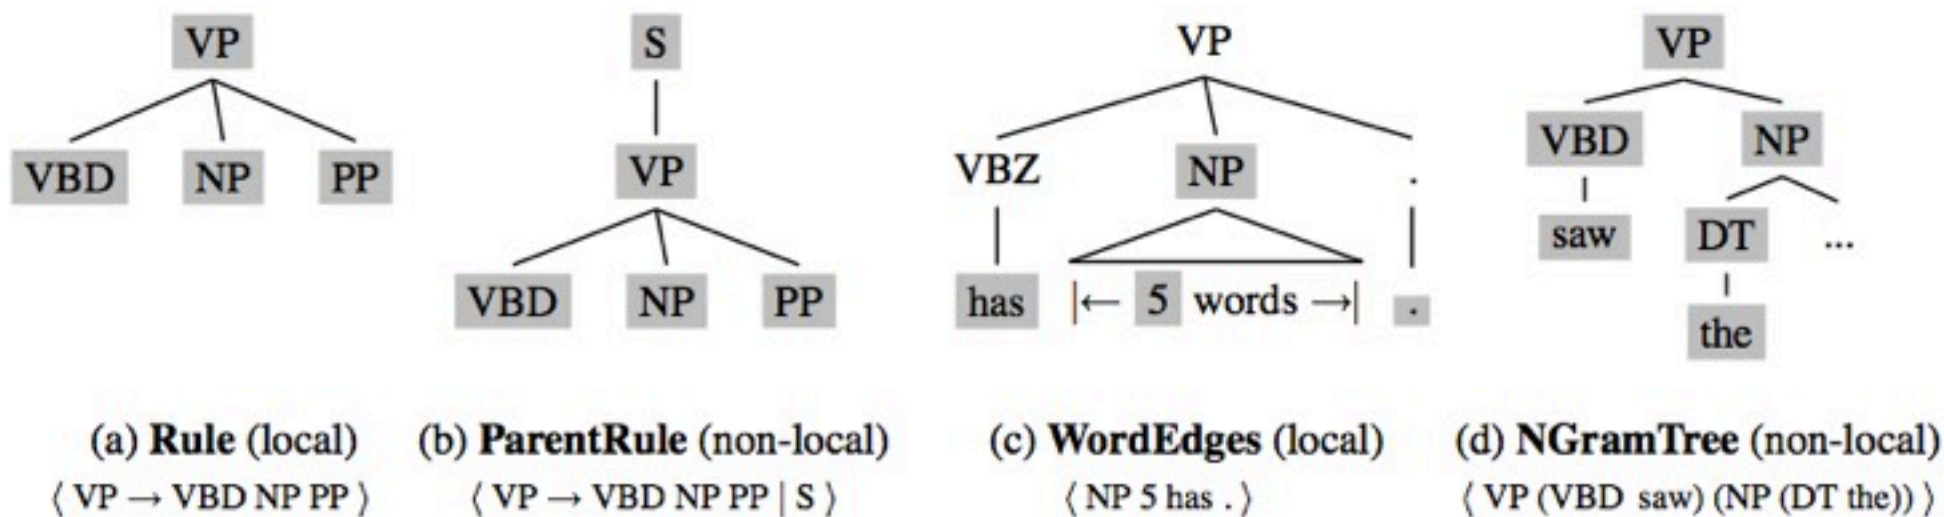 VP S VP VP
VBD NP PP VP VBZ NP . VBD NP
saw DT ...
VBD NP PP has |← 5 words →| .
the
(a) Rule (local) (b) ParentRule (non-local) (c) WordEdges (local) (d) NGramTree (non-local)
⟨ VP → VBD NP PP ⟩ ⟨ VP → VBD NP PP | S ⟩ ⟨ NP 5 has . ⟩ ⟨ VP (VBD saw) (NP (DT the)) ⟩